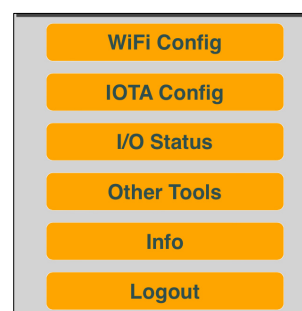 WiFi Config
IOTA Config
I/O Status
Other Tools
Info
Logout